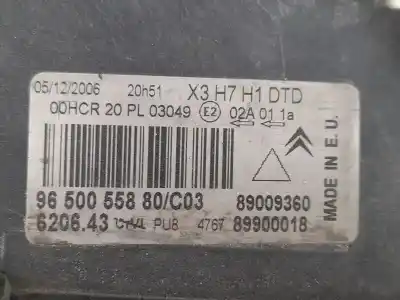 05/12/2006 20h51 X3 H7 H1 DTD
00HCR 20 PL 03049 E2 02A 01 1a
MADE IN E.U.
96 500 558 80/C03 89009360
6206.43 PU8 4767 89900018